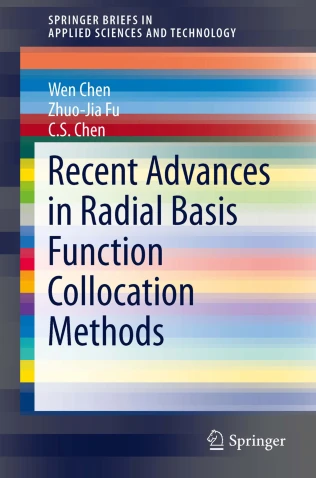 SPRINGER BRIEFS IN
APPLIED SCIENCES AND TECHNOLOGY
Wen Chen
Zhuo-Jia Fu
C.S. Chen
Recent Advances
in Radial Basis
Function
Collocation
Methods
Springer